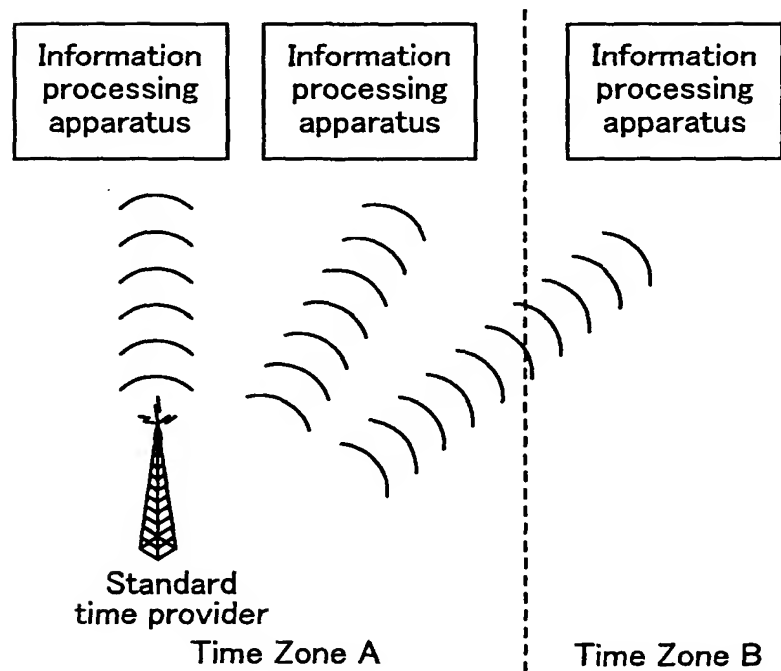 Information
processing
apparatus
Information
processing
apparatus
Information
processing
apparatus
Standard
time provider
Time Zone A
Time Zone B